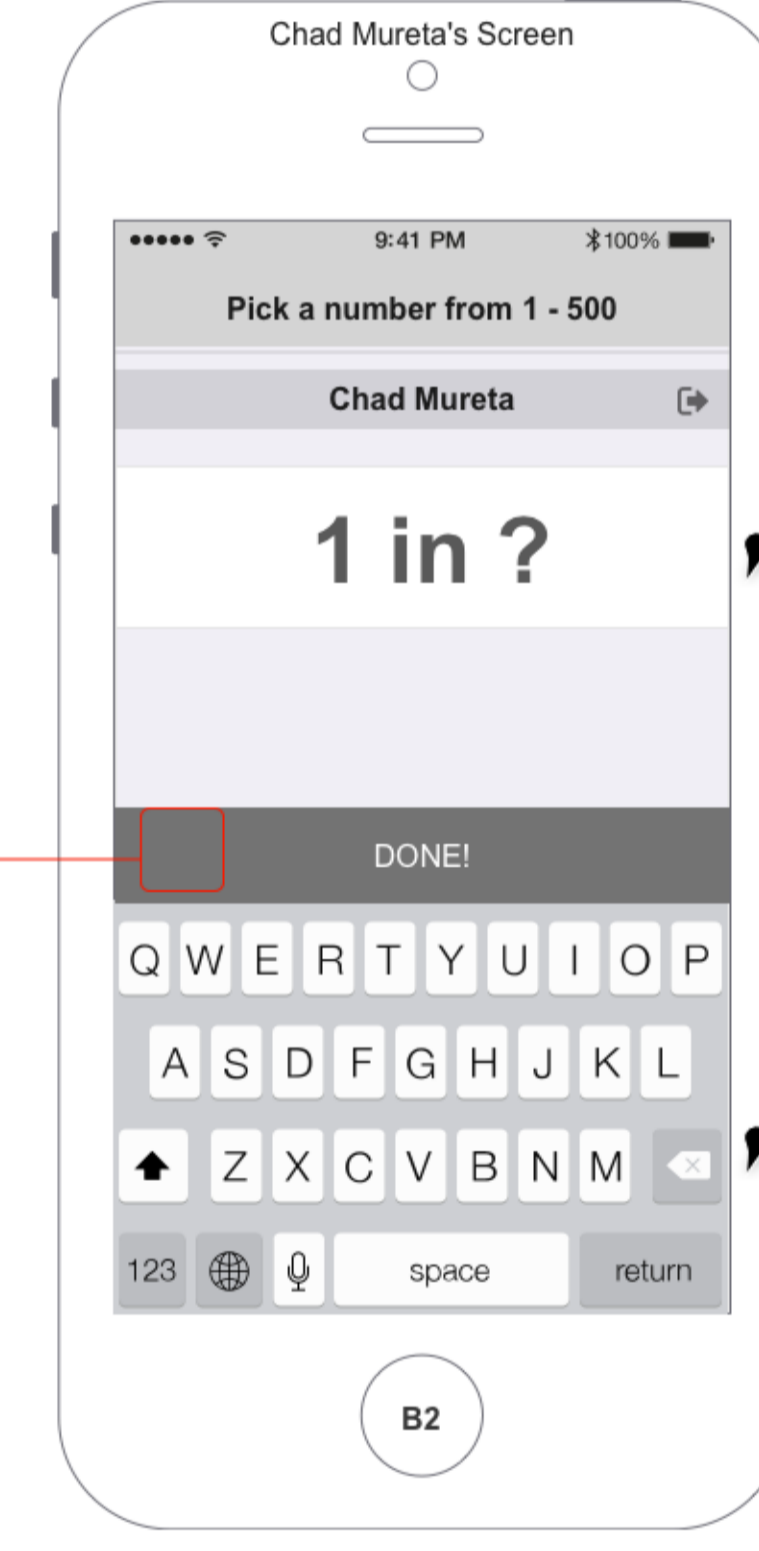 Chad Mureta's Screen
9:41 PM 100%
Pick a number from 1 - 500
Chad Mureta
1 in ?
DONE!
Q W E R T Y U I O P
A S D F G H J K L
Z X C V B N M
123 space return
B2